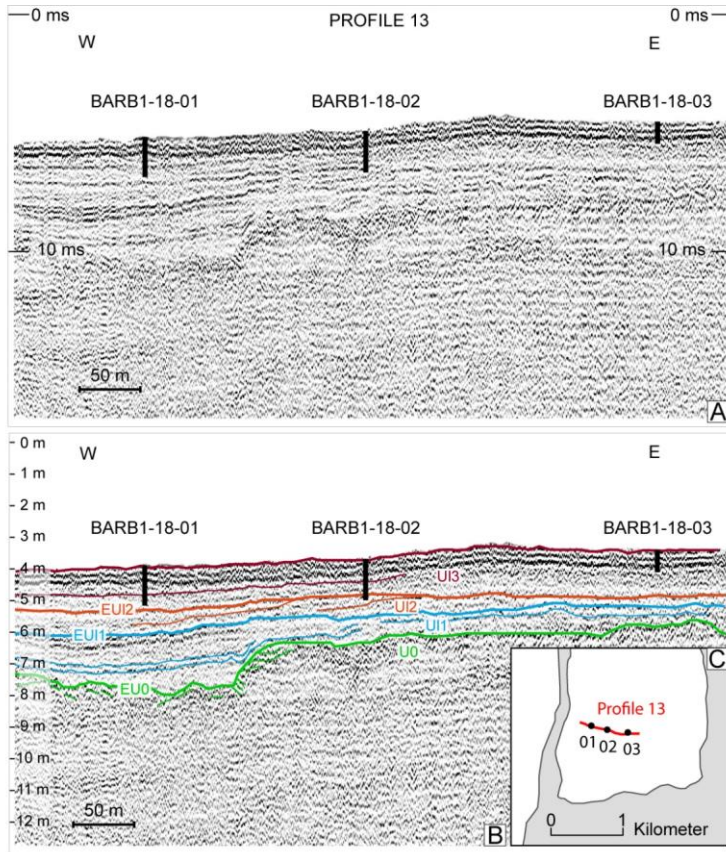 0 ms PROFILE 13 0 ms
W E
BARB1-18-01 BARB1-18-02 BARB1-18-03
10 ms 10 ms
50 m
A
0 m
W E
1 m
2 m
BARB1-18-01 BARB1-18-02 BARB1-18-03
3 m
4 m
UI3
5 m
EUI2 UI2
EUI1 UI1
6 m
U0
7 m
EU0
8 m
C
Profile 13
9 m
01 02 03
10 m
11 m
50 m
0 1
12 m
B
Kilometer